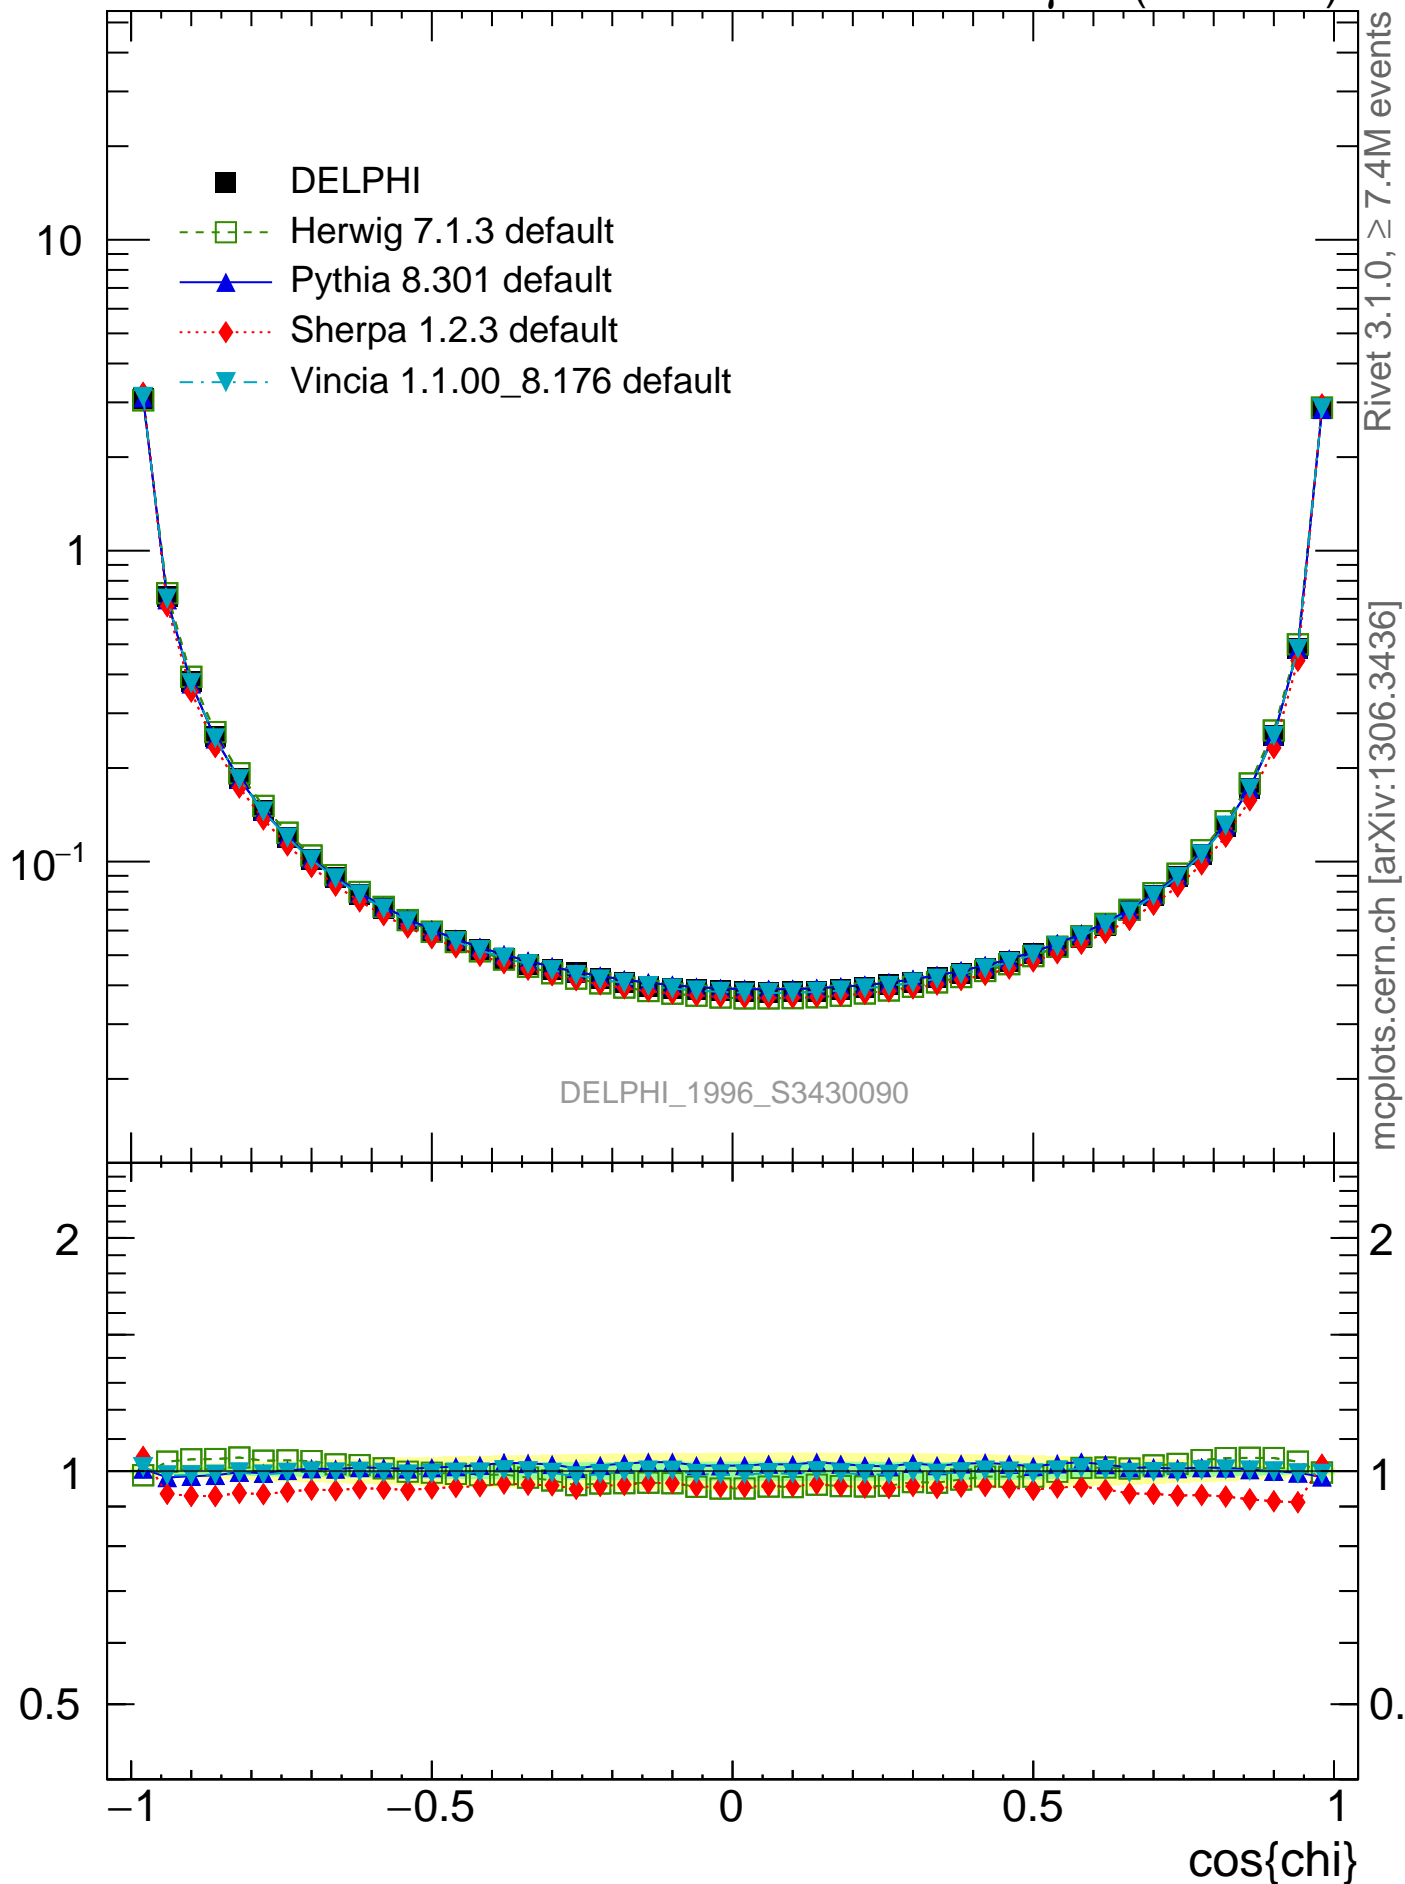 DELPHI
Herwig 7.1.3 default
Pythia 8.301 default
Sherpa 1.2.3 default
Vincia 1.1.00_8.176 default
10
1
10⁻¹
DELPHI_1996_S3430090
Rivet 3.1.0, ≥ 7.4M events
mcplots.cern.ch [arXiv:1306.3436]
2
1
0.5
2
1
0.
−1
−0.5
0
0.5
1
cos{chi}